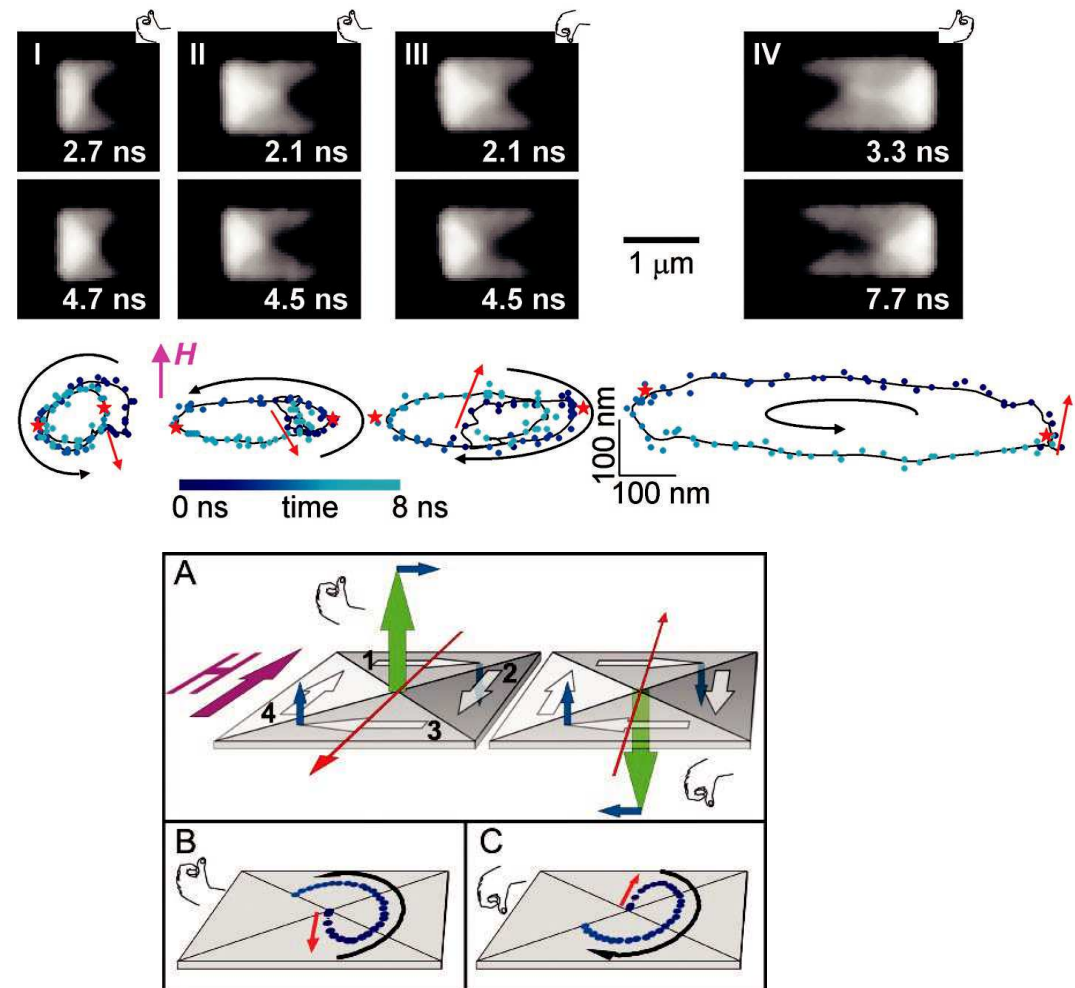 I
II
III
IV
2.7 ns
2.1 ns
2.1 ns
3.3 ns
4.7 ns
4.5 ns
4.5 ns
1 μm
7.7 ns
H
100 nm
100 nm
0 ns time 8 ns
A
H
1
2
4
3
B
C